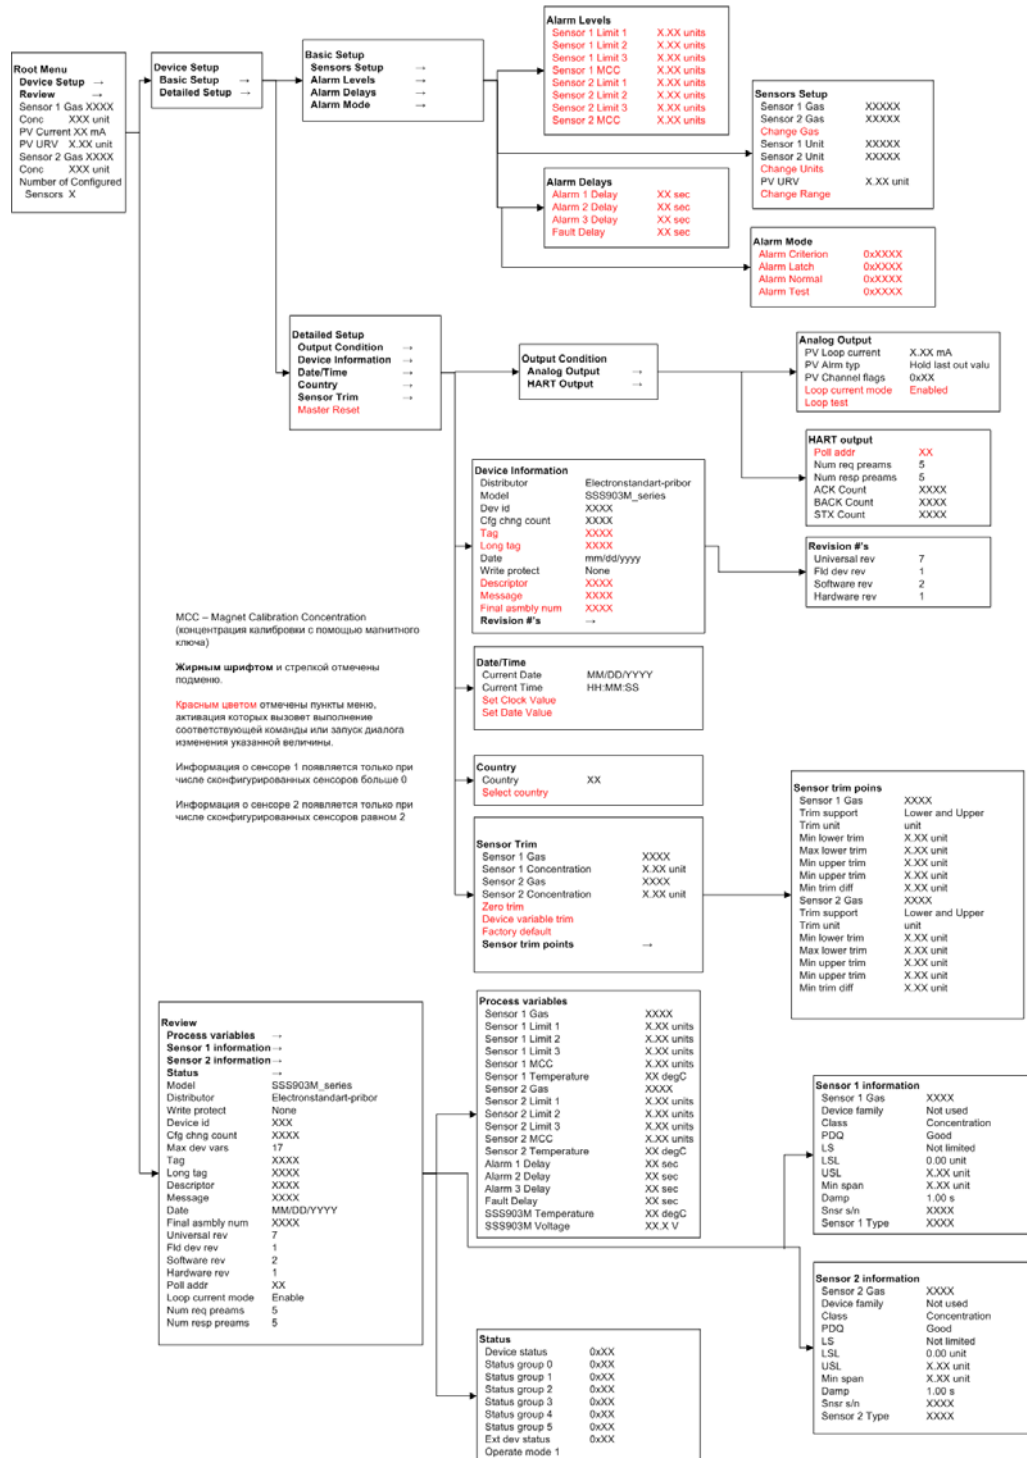 Root Menu
Device Setup →
Review →
Sensor 1 Gas XXXX
Conc XXX unit
PV Current XX mA
PV URV X.XX unit
Sensor 2 Gas XXXX
Conc XXX unit
Number of Configured
Sensors X
Device Setup
Basic Setup →
Detailed Setup →
Basic Setup
Sensors Setup →
Alarm Levels →
Alarm Delays →
Alarm Mode →
Alarm Levels
Sensor 1 Limit 1 X.XX units
Sensor 1 Limit 2 X.XX units
Sensor 1 Limit 3 X.XX units
Sensor 1 MCC X.XX units
Sensor 2 Limit 1 X.XX units
Sensor 2 Limit 2 X.XX units
Sensor 2 Limit 3 X.XX units
Sensor 2 MCC X.XX units
Sensors Setup
Sensor 1 Gas XXXXX
Sensor 2 Gas XXXXX
Change Gas
Sensor 1 Unit XXXXX
Sensor 2 Unit XXXXX
Change Units
PV URV X.XX unit
Change Range
Alarm Delays
Alarm 1 Delay XX sec
Alarm 2 Delay XX sec
Alarm 3 Delay XX sec
Fault Delay XX sec
Alarm Mode
Alarm Criterion 0xXXXX
Alarm Latch 0xXXXX
Alarm Normal 0xXXXX
Alarm Test 0xXXXX
Detailed Setup
Output Condition →
Device Information →
Date/Time →
Country →
Sensor Trim →
Master Reset
Output Condition
Analog Output →
HART Output →
Analog Output
PV Loop current X.XX mA
PV Alrm typ Hold last out valu
PV Channel flags 0xXX
Loop current mode Enabled
Loop test
HART output
Poll addr XX
Num req preams 5
Num resp preams 5
ACK Count XXXX
BACK Count XXXX
STX Count XXXX
Device Information
Distributor Electronstandart-pribor
Model SSS903M_series
Dev id XXXX
Cfg chng count XXXX
Tag XXXX
Long tag XXXX
Date mm/dd/yyyy
Write protect None
Descriptor XXXX
Message XXXX
Final asmbly num XXXX
Revision #'s →
Revision #'s
Universal rev 7
Fld dev rev 1
Software rev 2
Hardware rev 1
MCC – Magnet Calibration Concentration
(концентрация калибровки с помощью магнитного
ключа)
Жирным шрифтом и стрелкой отмечены
подменю.
Красным цветом отмечены пункты меню,
активация которых вызовет выполнение
соответствующей команды или запуск диалога
изменения указанной величины.
Информация о сенсоре 1 появляется только при
числе сконфигурированных сенсоров больше 0
Информация о сенсоре 2 появляется только при
числе сконфигурированных сенсоров равном 2
Date/Time
Current Date MM/DD/YYYY
Current Time HH:MM:SS
Set Clock Value
Set Date Value
Country
Country XX
Select country
Sensor Trim
Sensor 1 Gas XXXX
Sensor 1 Concentration X.XX unit
Sensor 2 Gas XXXX
Sensor 2 Concentration X.XX unit
Zero trim
Device variable trim
Factory default
Sensor trim points →
Sensor trim poins
Sensor 1 Gas XXXX
Trim support Lower and Upper
Trim unit unit
Min lower trim X.XX unit
Max lower trim X.XX unit
Min upper trim X.XX unit
Min upper trim X.XX unit
Min trim diff X.XX unit
Sensor 2 Gas XXXX
Trim support Lower and Upper
Trim unit unit
Min lower trim X.XX unit
Max lower trim X.XX unit
Min upper trim X.XX unit
Min upper trim X.XX unit
Min trim diff X.XX unit
Review
Process variables →
Sensor 1 information →
Sensor 2 information →
Status →
Model SSS903M_series
Distributor Electronstandart-pribor
Write protect None
Device id XXX
Cfg chng count XXXX
Max dev vars 17
Tag XXXX
Long tag XXXX
Descriptor XXXX
Message XXXX
Date MM/DD/YYYY
Final asmbly num XXXX
Universal rev 7
Fld dev rev 1
Software rev 2
Hardware rev 1
Poll addr XX
Loop current mode Enable
Num req preams 5
Num resp preams 5
Process variables
Sensor 1 Gas XXXX
Sensor 1 Limit 1 X.XX units
Sensor 1 Limit 2 X.XX units
Sensor 1 Limit 3 X.XX units
Sensor 1 MCC X.XX units
Sensor 1 Temperature XX degC
Sensor 2 Gas XXXX
Sensor 2 Limit 1 X.XX units
Sensor 2 Limit 2 X.XX units
Sensor 2 Limit 3 X.XX units
Sensor 2 MCC X.XX units
Sensor 2 Temperature XX degC
Alarm 1 Delay XX sec
Alarm 2 Delay XX sec
Alarm 3 Delay XX sec
Fault Delay XX sec
SSS903M Temperature XX degC
SSS903M Voltage XX.X V
Sensor 1 information
Sensor 1 Gas XXXX
Device family Not used
Class Concentration
PDQ Good
LS Not limited
LSL 0.00 unit
USL X.XX unit
Min span X.XX unit
Damp 1.00 s
Snsr s/n XXXX
Sensor 1 Type XXXX
Sensor 2 information
Sensor 2 Gas XXXX
Device family Not used
Class Concentration
PDQ Good
LS Not limited
LSL 0.00 unit
USL X.XX unit
Min span X.XX unit
Damp 1.00 s
Snsr s/n XXXX
Sensor 2 Type XXXX
Status
Device status 0xXX
Status group 0 0xXX
Status group 1 0xXX
Status group 2 0xXX
Status group 3 0xXX
Status group 4 0xXX
Status group 5 0xXX
Ext dev status 0xXX
Operate mode 1